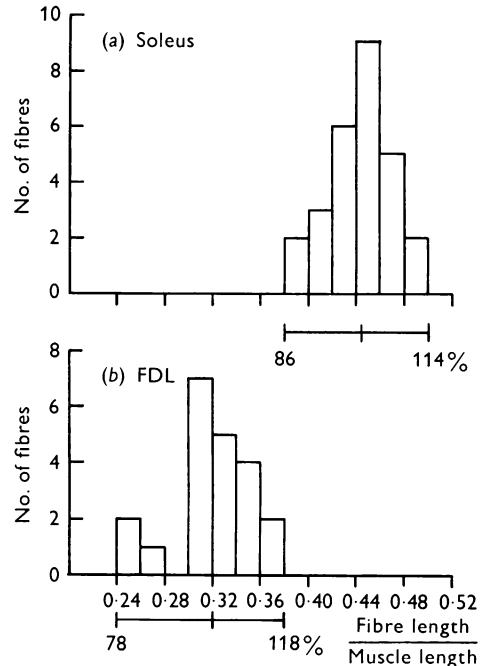 10
(a) Soleus
8
6
4
2
0
No. of fibres
86 114%
8
(b) FDL
6
4
2
0
No. of fibres
0·24 0·28 0·32 0·36 0·40 0·44 0·48 0·52
78 118%
Fibre length
Muscle length